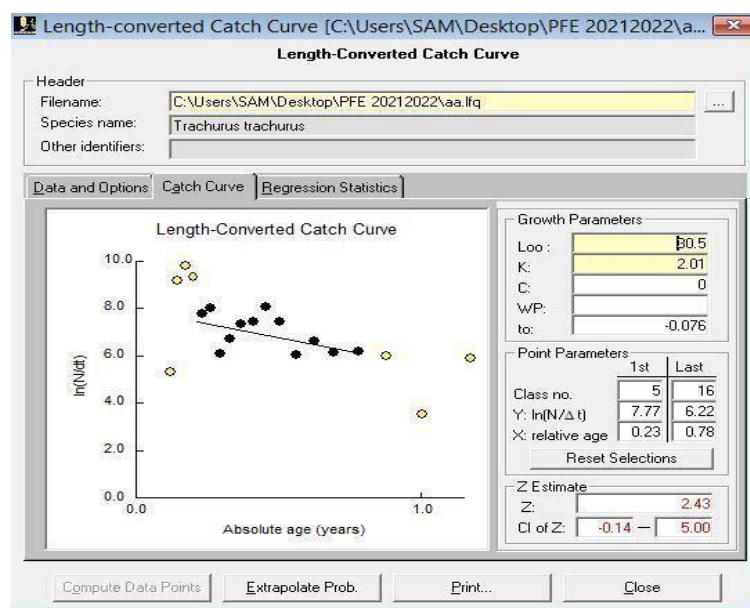 Length-converted Catch Curve [C:\Users\SAM\Desktop\PFE 20212022\a...
Length-Converted Catch Curve
Header
Filename: C:\Users\SAM\Desktop\PFE 20212022\aa.lfq ...
Species name: Trachurus trachurus
Other identifiers:
Data and Options Catch Curve Regression Statistics
Length-Converted Catch Curve
10.0
8.0
6.0
4.0
2.0
0.0
ln(N/dt)
0.0 1.0
Absolute age (years)
Growth Parameters
Loo : 30.5
K: 2.01
C: 0
WP:
to: -0.076
Point Parameters
1st Last
Class no. 5 16
Y: ln(N/Δ t) 7.77 6.22
X: relative age 0.23 0.78
Reset Selections
Z Estimate
Z: 2.43
CI of Z: -0.14 — 5.00
Compute Data Points Extrapolate Prob. Print... Close